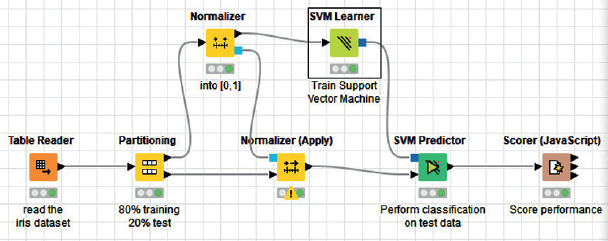 Normalizer
SVM Learner
into [0,1]
Train Support
Vector Machine
Table Reader
Partitioning
Normalizer (Apply)
SVM Predictor
Scorer (JavaScript)
read the
iris dataset
80% training
20% test
Perform classification
on test data
Score performance